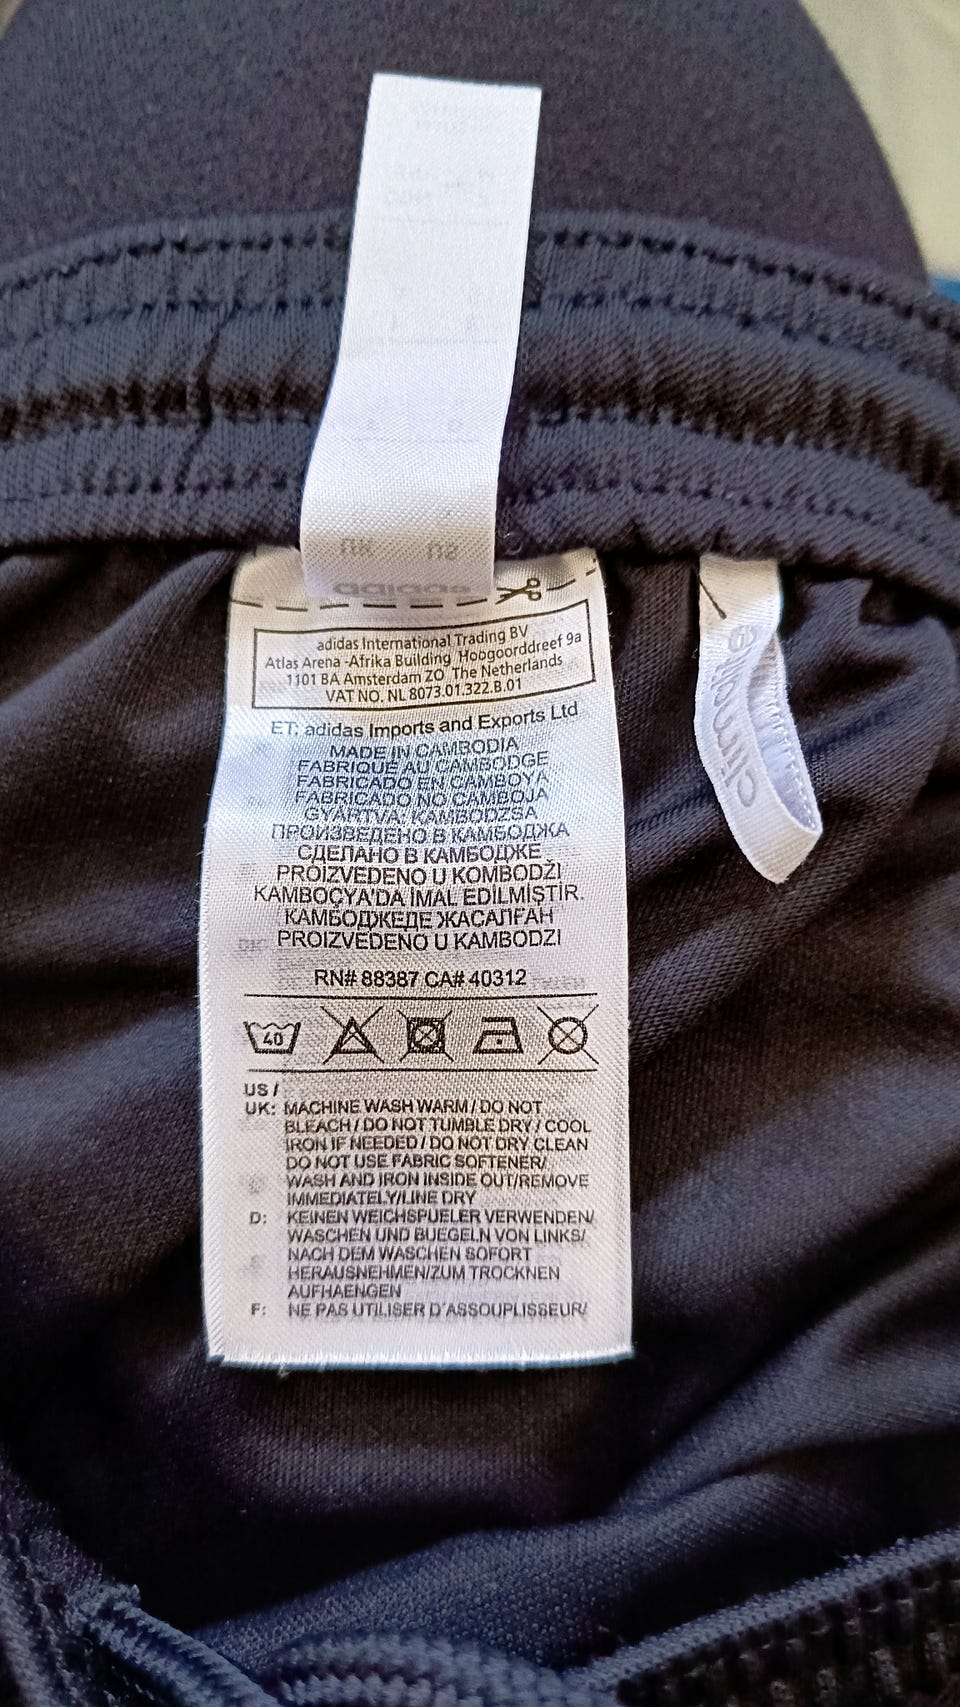 UK US
adidas
adidas International Trading BV
Atlas Arena -Afrika Building, Hoogoorddreef 9a
1101 BA Amsterdam ZO The Netherlands
VAT NO. NL 8073.01.322.B.01
ET: adidas Imports and Exports Ltd
MADE IN CAMBODIA
FABRIQUÉ AU CAMBODGE
FABRICADO EN CAMBOYA
FABRICADO NO CAMBOJA
GYÁRTVA: KAMBODZSA
ПРОИЗВЕДЕНО В КАМБОДЖА
СДЕЛАНО В КАМБОДЖЕ
PROIZVEDENO U KOMBODŽI
KAMBOÇYA'DA İMAL EDİLMİŞTİR.
КАМБОДЖЕДЕ ЖАСАЛҒАН
PROIZVEDENO U KAMBODZI
RN# 88387 CA# 40312
40
US /
UK: MACHINE WASH WARM / DO NOT
BLEACH / DO NOT TUMBLE DRY / COOL
IRON IF NEEDED / DO NOT DRY CLEAN
DO NOT USE FABRIC SOFTENER/
WASH AND IRON INSIDE OUT/REMOVE
IMMEDIATELY/LINE DRY
D: KEINEN WEICHSPUELER VERWENDEN/
WASCHEN UND BUEGELN VON LINKS/
NACH DEM WASCHEN SOFORT
HERAUSNEHMEN/ZUM TROCKNEN
AUFHAENGEN
F: NE PAS UTILISER D'ASSOUPLISSEUR/
climalite